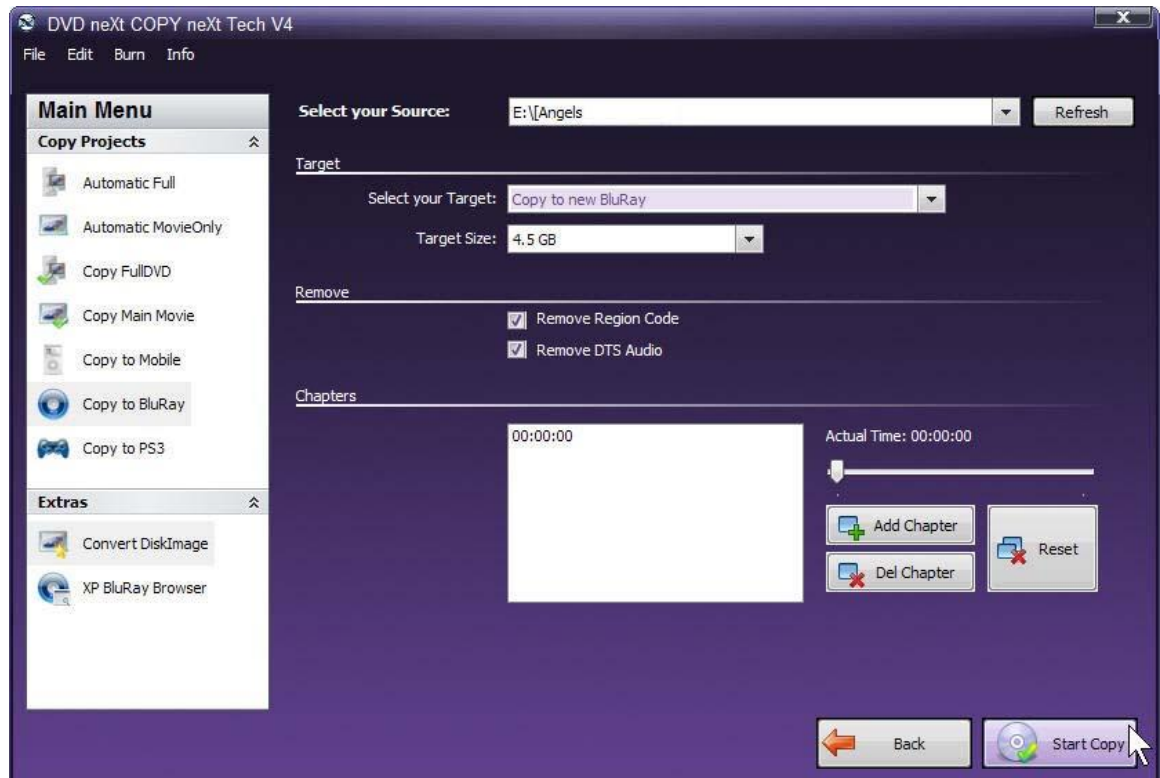 DVD neXt COPY neXt Tech V4
X
File Edit Burn Info
Main Menu
Copy Projects
Automatic Full
Automatic MovieOnly
Copy FullDVD
Copy Main Movie
Copy to Mobile
Copy to BluRay
Copy to PS3
Extras
Convert DiskImage
XP BluRay Browser
Select your Source: E:\[Angels Refresh
Target
Select your Target: Copy to new BluRay
Target Size: 4.5 GB
Remove
Remove Region Code
Remove DTS Audio
Chapters
00:00:00
Actual Time: 00:00:00
Add Chapter
Del Chapter
Reset
Back
Start Copy